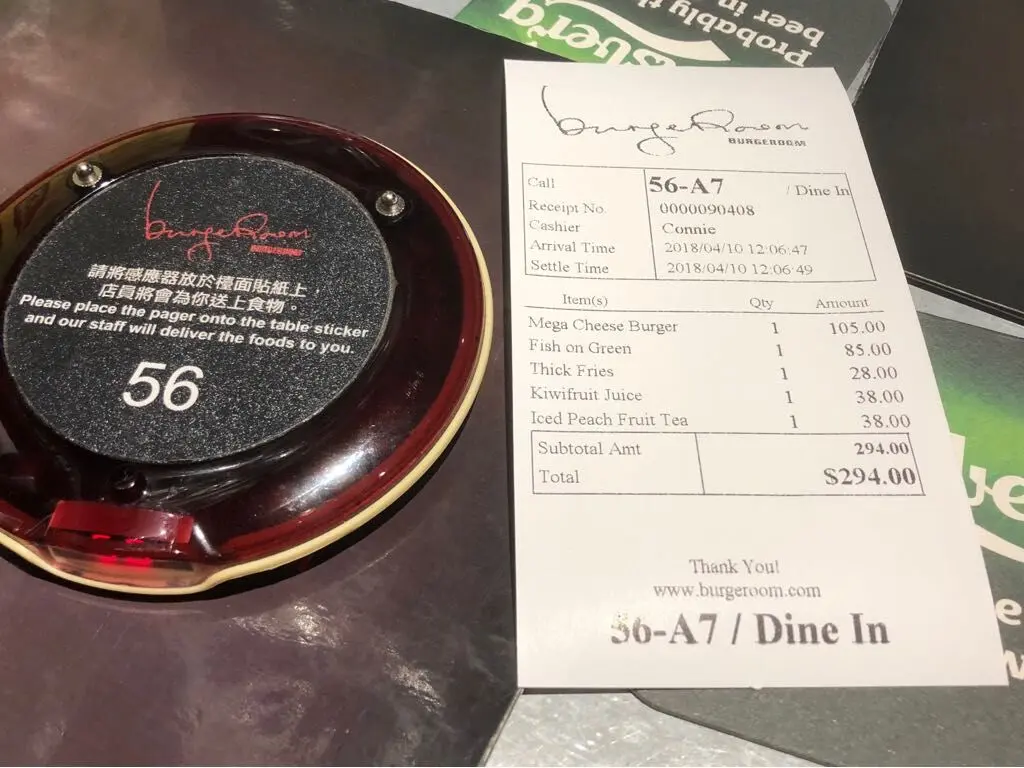 burgeRoom
BURGEROOM
請將感應器放於檯面貼紙上，
店員將會為你送上食物。
Please place the pager onto the table sticker
and our staff will deliver the foods to you.
56
burgeRoom
BURGEROOM
Call 56-A7 / Dine In
Receipt No. 0000090408
Cashier Connie
Arrival Time 2018/04/10 12:06:47
Settle Time 2018/04/10 12:06:49
Item(s) Qty Amount
Mega Cheese Burger 1 105.00
Fish on Green 1 85.00
Thick Fries 1 28.00
Kiwifruit Juice 1 38.00
Iced Peach Fruit Tea 1 38.00
Subtotal Amt 294.00
Total $294.00
Thank You!
www.burgeroom.com
56-A7 / Dine In
Probably th
beer in